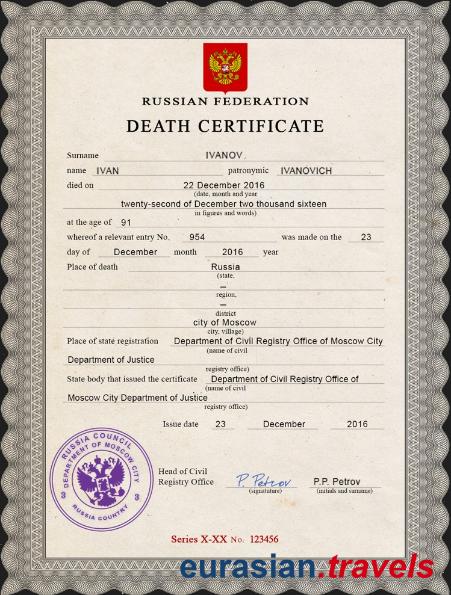 RUSSIAN FEDERATION
DEATH CERTIFICATE
Surname IVANOV
name IVAN patronymic IVANOVICH
died on 22 December 2016
(date, month and year
twenty-second of December two thousand sixteen
in figures and words)
at the age of 91
whereof a relevant entry No. 954 was made on the 23
day of December month 2016 year
Place of death Russia
(state,
–
region,
–
district
city of Moscow
city, village)
Place of state registration Department of Civil Registry Office of Moscow City
(name of civil
Department of Justice
registry office)
State body that issued the certificate Department of Civil Registry Office of
(name of civil
Moscow City Department of Justice
registry office)
Issue date 23 December 2016
RUSSIA COUNCIL
DEPARTMENT OF MOSCOW CITY
3 3
RUSSIA COUNTRY
Head of Civil
Registry Office P. Petrov P.P. Petrov
(signature) (initials and surname)
Series X-XX No. 123456
eurasian.travels